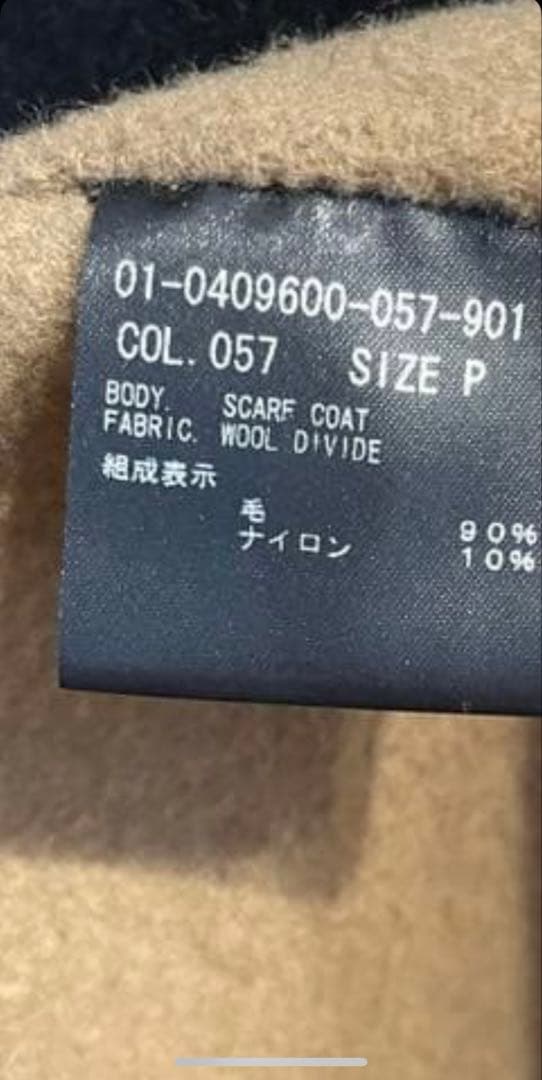 01-0409600-057-901
COL. 057 SIZE P
BODY. SCARF COAT
FABRIC. WOOL DIVIDE
組成表示
毛 90%
ナイロン 10%